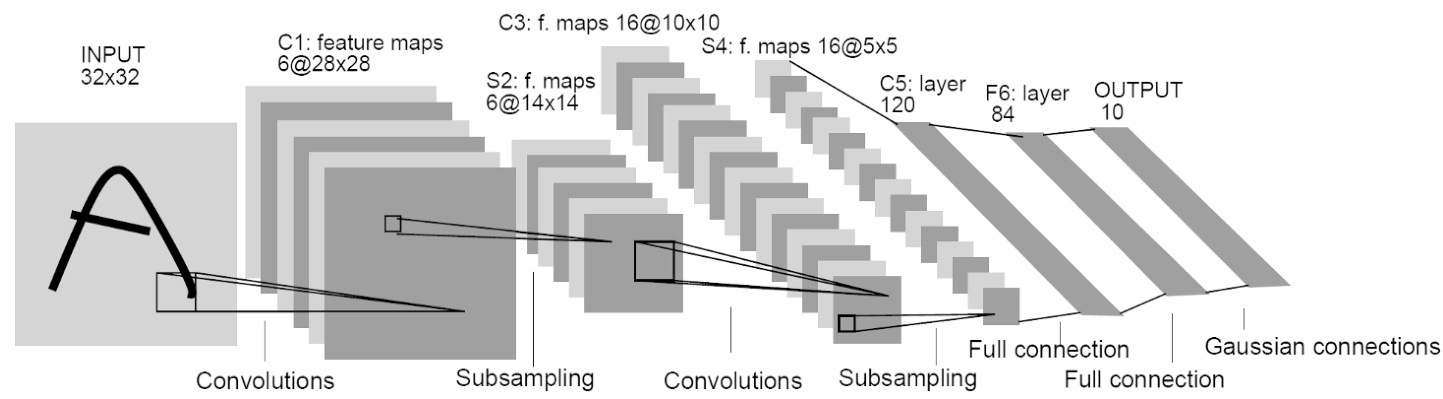 INPUT
32x32
C1: feature maps
6@28x28
S2: f. maps
6@14x14
C3: f. maps 16@10x10
S4: f. maps 16@5x5
C5: layer
120
F6: layer
84
OUTPUT
10
Convolutions
Subsampling
Convolutions
Subsampling
Full connection
Full connection
Gaussian connections
A